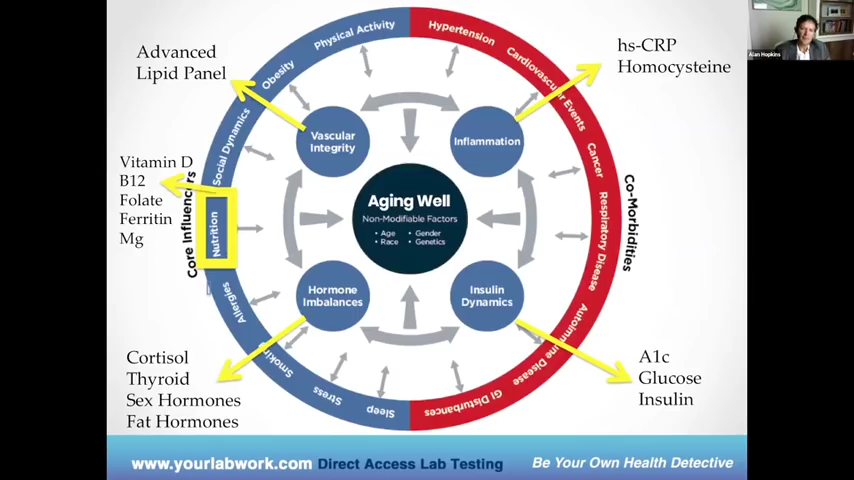 Advanced
Lipid Panel
hs-CRP
Homocysteine
Vitamin D
B12
Folate
Ferritin
Mg
Cortisol
Thyroid
Sex Hormones
Fat Hormones
A1c
Glucose
Insulin
Core Influencers
Physical Activity
Obesity
Social Dynamics
Nutrition
Allergies
Smoking
Stress
Sleep
Co-Morbidities
Hypertension
Cardiovascular Events
Cancer
Respiratory Disease
Autoimmune Disease
GI Disturbances
Vascular
Integrity
Inflammation
Aging Well
Non-Modifiable Factors
• Age • Gender
• Race • Genetics
Hormone
Imbalances
Insulin
Dynamics
www.yourlabwork.com Direct Access Lab Testing
Be Your Own Health Detective
Alan Hopkins